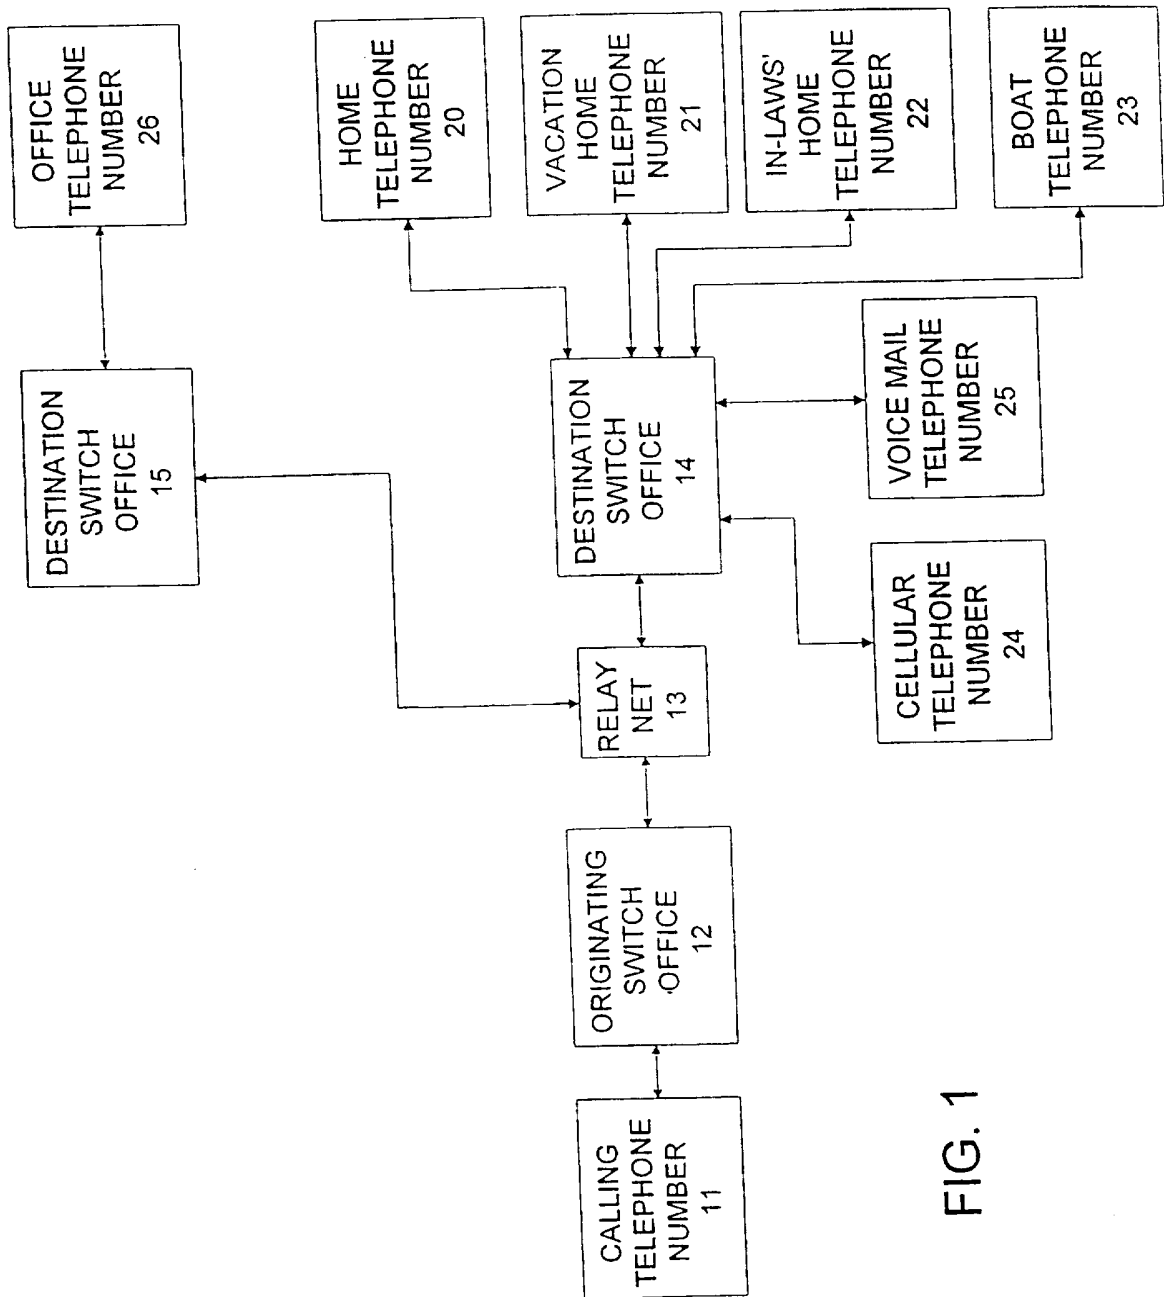 OFFICE
TELEPHONE
NUMBER
26
DESTINATION
SWITCH
OFFICE
15
HOME
TELEPHONE
NUMBER
20
VACATION
HOME
TELEPHONE
NUMBER
21
IN-LAWS'
HOME
TELEPHONE
NUMBER
22
BOAT
TELEPHONE
NUMBER
23
CALLING
TELEPHONE
NUMBER
11
ORIGINATING
SWITCH
OFFICE
12
RELAY
NET
13
DESTINATION
SWITCH
OFFICE
14
CELLULAR
TELEPHONE
NUMBER
24
VOICE MAIL
TELEPHONE
NUMBER
25
FIG. 1